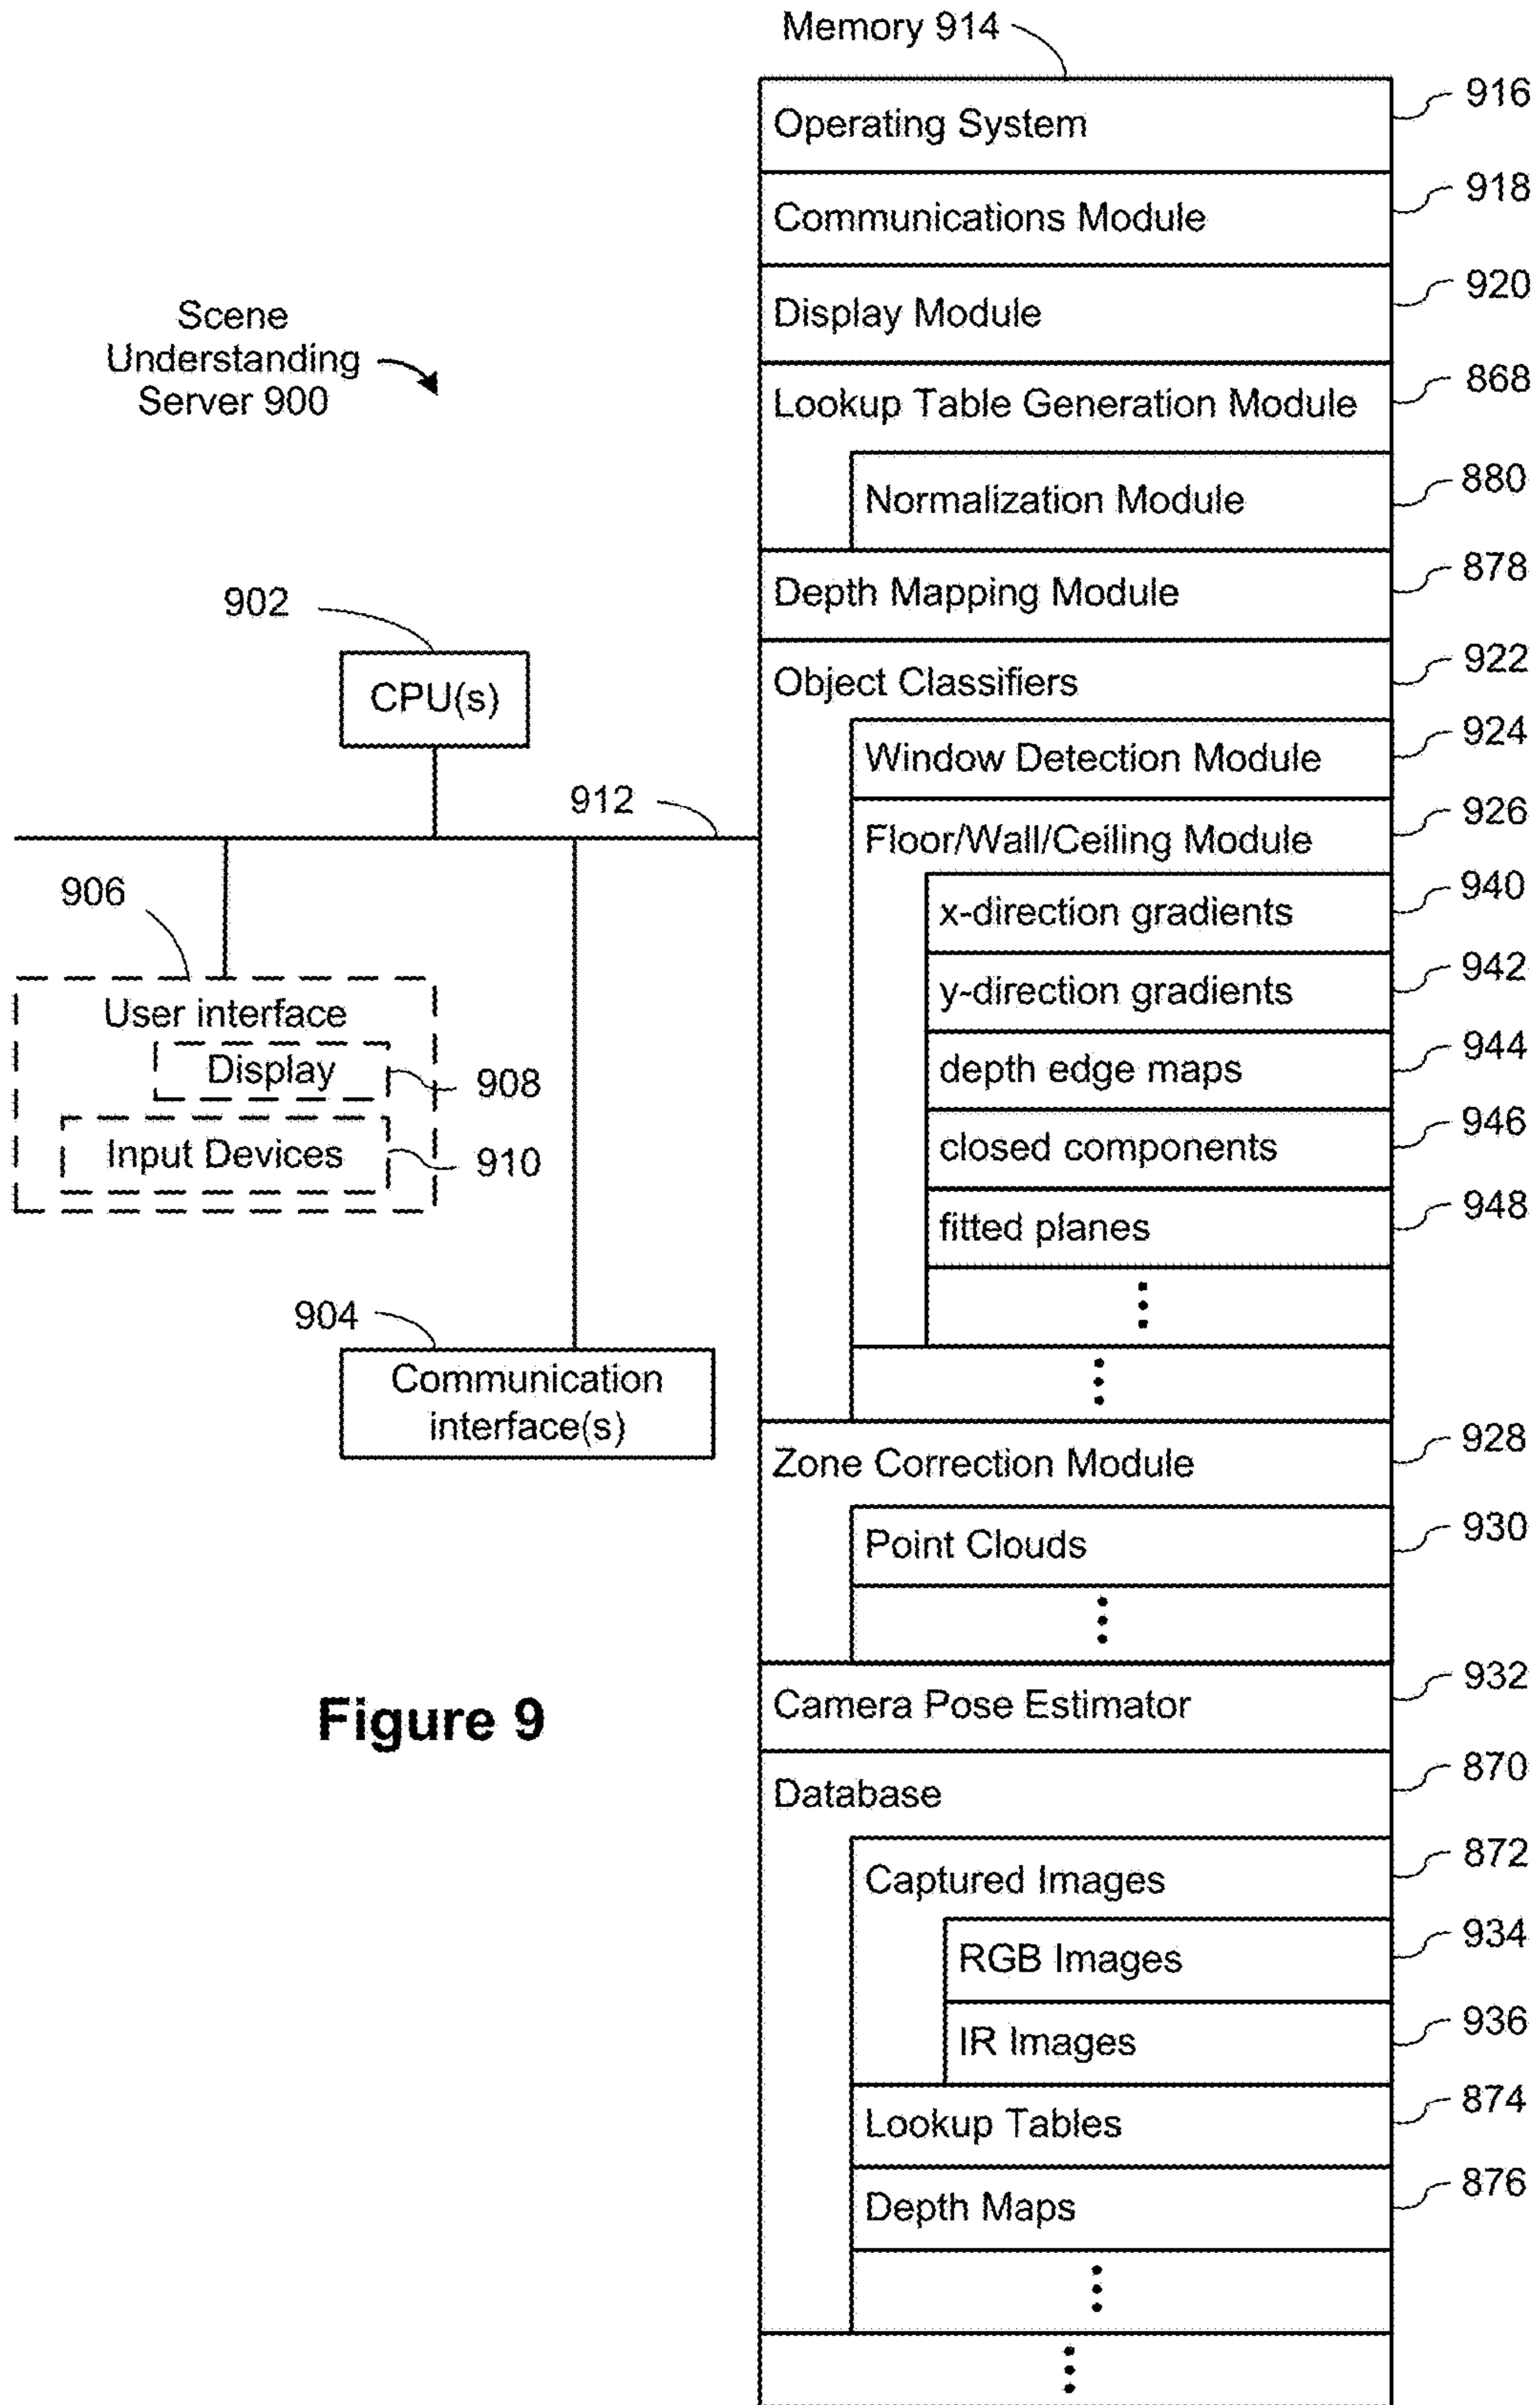 Memory 914
Operating System
916
Communications Module
918
Display Module
920
Lookup Table Generation Module
868
Normalization Module
880
Depth Mapping Module
878
Object Classifiers
922
Window Detection Module
924
Floor/Wall/Ceiling Module
926
x-direction gradients
940
y-direction gradients
942
depth edge maps
944
closed components
946
fitted planes
948
Zone Correction Module
928
Point Clouds
930
Camera Pose Estimator
932
Database
870
Captured Images
872
RGB Images
934
IR Images
936
Lookup Tables
874
Depth Maps
876
Scene
Understanding
Server 900
902
CPU(s)
912
906
User interface
Display
908
Input Devices
910
904
Communication
interface(s)
Figure 9